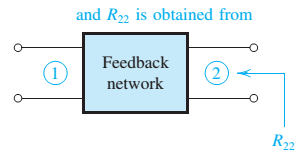 and R22 is obtained from
Feedback
network
1
2
R22